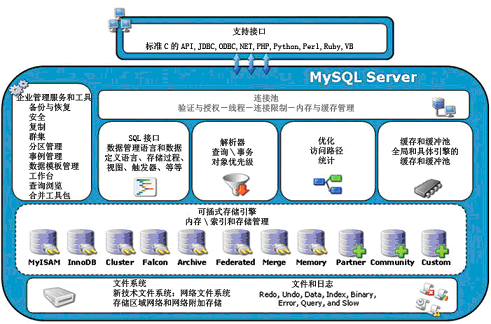 支持接口
标准 C 的 API, JDBC, ODBC, NET, PHP, Python, Perl, Ruby, VB
MySQL Server
企业管理服务和工具
备份与恢复
安全
复制
群集
分区管理
事例管理
数据模板管理
工作台
查询浏览
合并工具包
连接池
验证与授权－线程－连接限制－内存与缓存管理
SQL 接口
数据管理语言和数据
定义语言、存储过程、
视图、触发器、等等
解析器
查询 \ 事务
对象优先级
优化
访问路径
统计
缓存和缓冲池
全局和具体引擎的
缓存和缓冲池
可插式存储引擎
内存 \ 索引和存储管理
MyISAM InnoDB Cluster Falcon Archive Federated Merge Memory Partner Community Custom
文件系统
新技术文件系统：网络文件系统
存储区域网络和网络附加存储
文件和日志
Redo, Undo, Data, Index, Binary,
Error, Query, and Slow